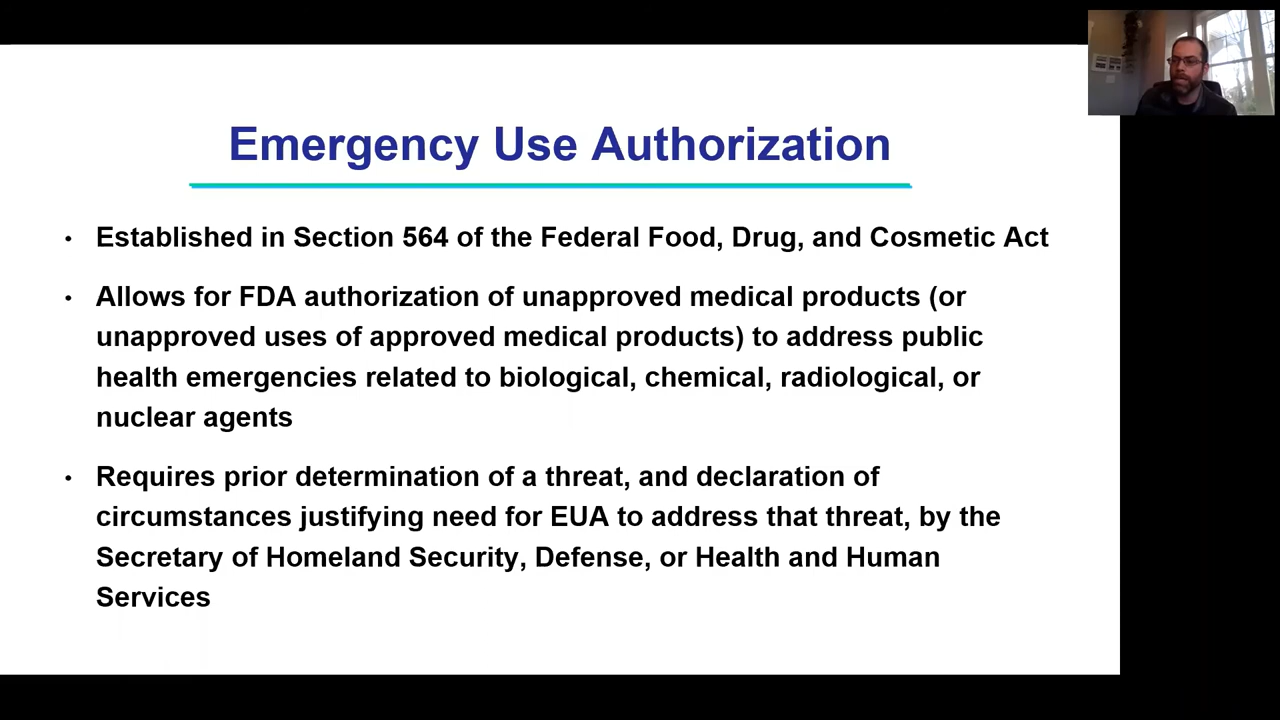 Emergency Use Authorization
• Established in Section 564 of the Federal Food, Drug, and Cosmetic Act
• Allows for FDA authorization of unapproved medical products (or
unapproved uses of approved medical products) to address public
health emergencies related to biological, chemical, radiological, or
nuclear agents
• Requires prior determination of a threat, and declaration of
circumstances justifying need for EUA to address that threat, by the
Secretary of Homeland Security, Defense, or Health and Human
Services